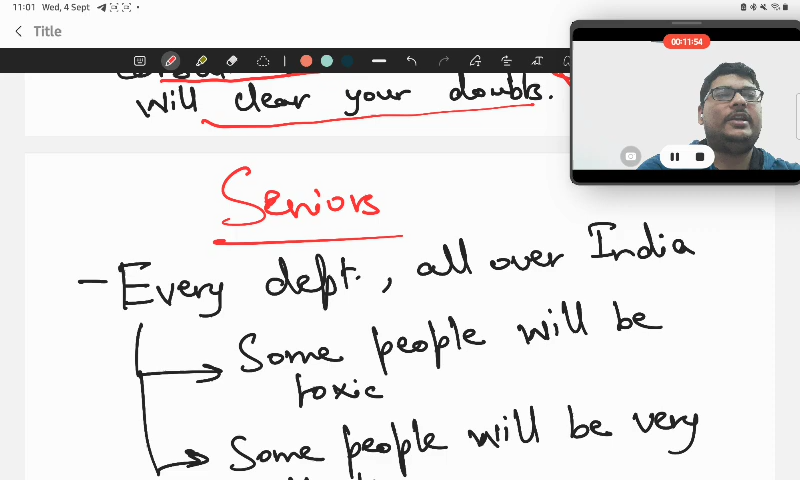 11:01 Wed, 4 Sept
Title
00:11:54
will clear your doubts.
Seniors
- Every dept., all over India
Some people will be
toxic
Some people will be very